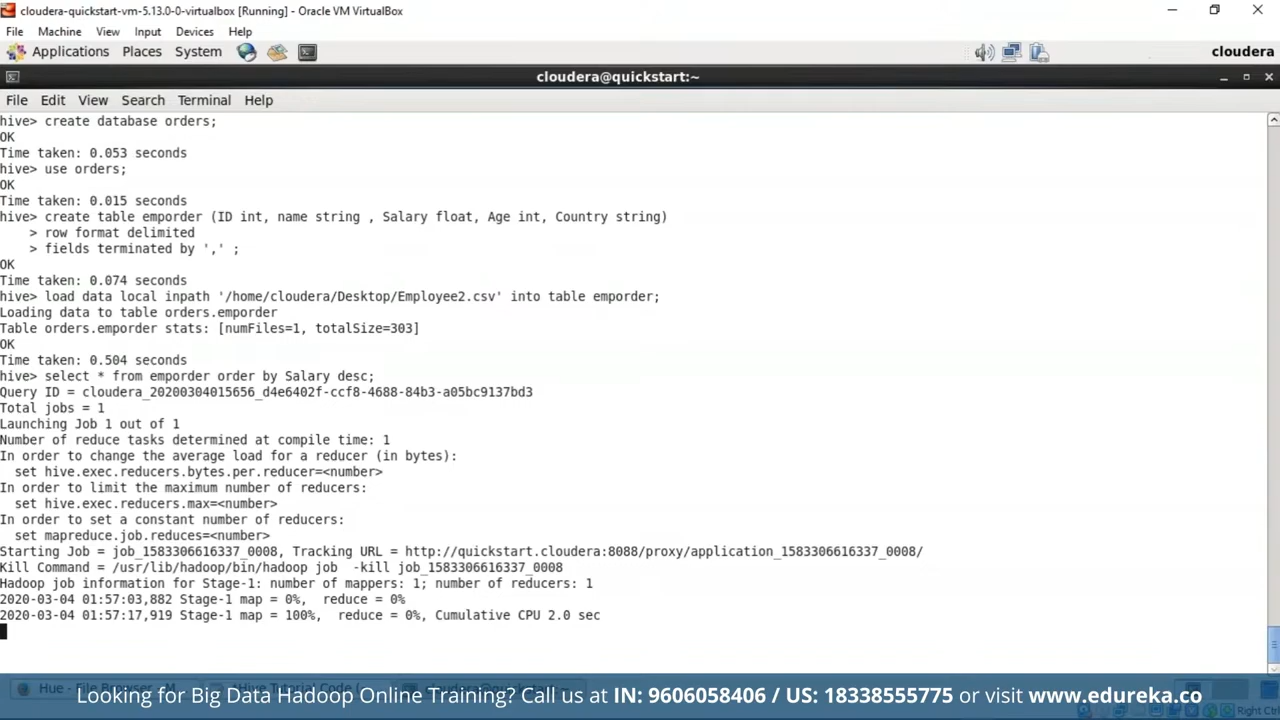 cloudera-quickstart-vm-5.13.0-0-virtualbox [Running] - Oracle VM VirtualBox
File Machine View Input Devices Help
Applications Places System cloudera
cloudera@quickstart:~
File Edit View Search Terminal Help
hive> create database orders;
OK
Time taken: 0.053 seconds
hive> use orders;
OK
Time taken: 0.015 seconds
hive> create table emporder (ID int, name string , Salary float, Age int, Country string)
    > row format delimited
    > fields terminated by ',' ;
OK
Time taken: 0.074 seconds
hive> load data local inpath '/home/cloudera/Desktop/Employee2.csv' into table emporder;
Loading data to table orders.emporder
Table orders.emporder stats: [numFiles=1, totalSize=303]
OK
Time taken: 0.504 seconds
hive> select * from emporder order by Salary desc;
Query ID = cloudera_20200304015656_d4e6402f-ccf8-4688-84b3-a05bc9137bd3
Total jobs = 1
Launching Job 1 out of 1
Number of reduce tasks determined at compile time: 1
In order to change the average load for a reducer (in bytes):
  set hive.exec.reducers.bytes.per.reducer=<number>
In order to limit the maximum number of reducers:
  set hive.exec.reducers.max=<number>
In order to set a constant number of reducers:
  set mapreduce.job.reduces=<number>
Starting Job = job_1583306616337_0008, Tracking URL = http://quickstart.cloudera:8088/proxy/application_1583306616337_0008/
Kill Command = /usr/lib/hadoop/bin/hadoop job  -kill job_1583306616337_0008
Hadoop job information for Stage-1: number of mappers: 1; number of reducers: 1
2020-03-04 01:57:03,882 Stage-1 map = 0%,  reduce = 0%
2020-03-04 01:57:17,919 Stage-1 map = 100%,  reduce = 0%, Cumulative CPU 2.0 sec
Looking for Big Data Hadoop Online Training? Call us at IN: 9606058406 / US: 18338555775 or visit www.edureka.co
Right Ctrl